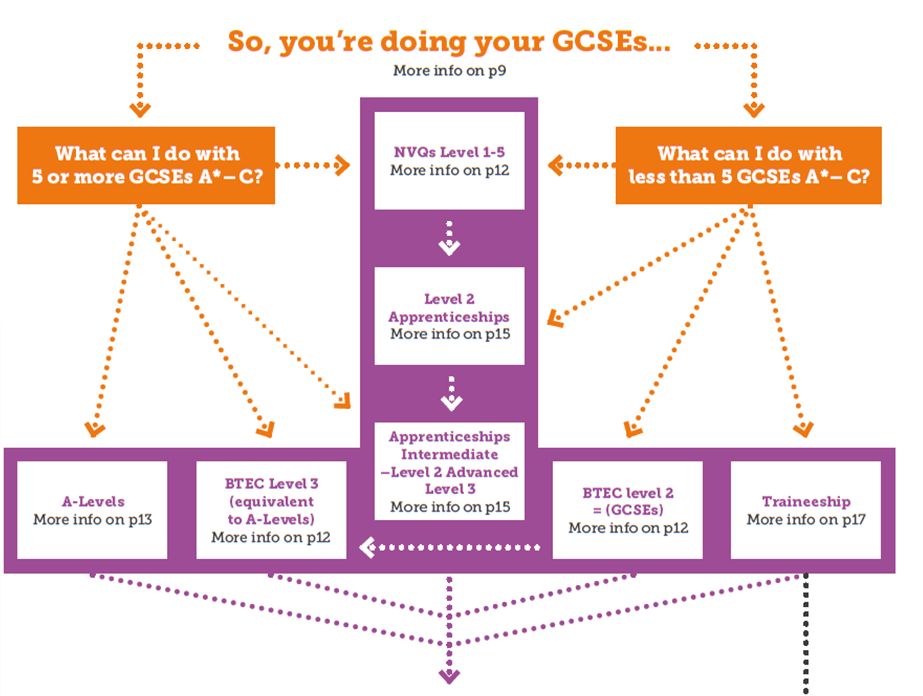 So, you’re doing your GCSEs...
More info on p9
What can I do with
5 or more GCSEs A*–C?
NVQs Level 1-5
More info on p12
What can I do with
less than 5 GCSEs A*–C?
Level 2
Apprenticeships
More info on p15
Apprenticeships
Intermediate
–Level 2 Advanced
Level 3
More info on p15
A-Levels
More info on p13
BTEC Level 3
(equivalent
to A-Levels)
More info on p12
BTEC level 2
= (GCSEs)
More info on p12
Traineeship
More info on p17